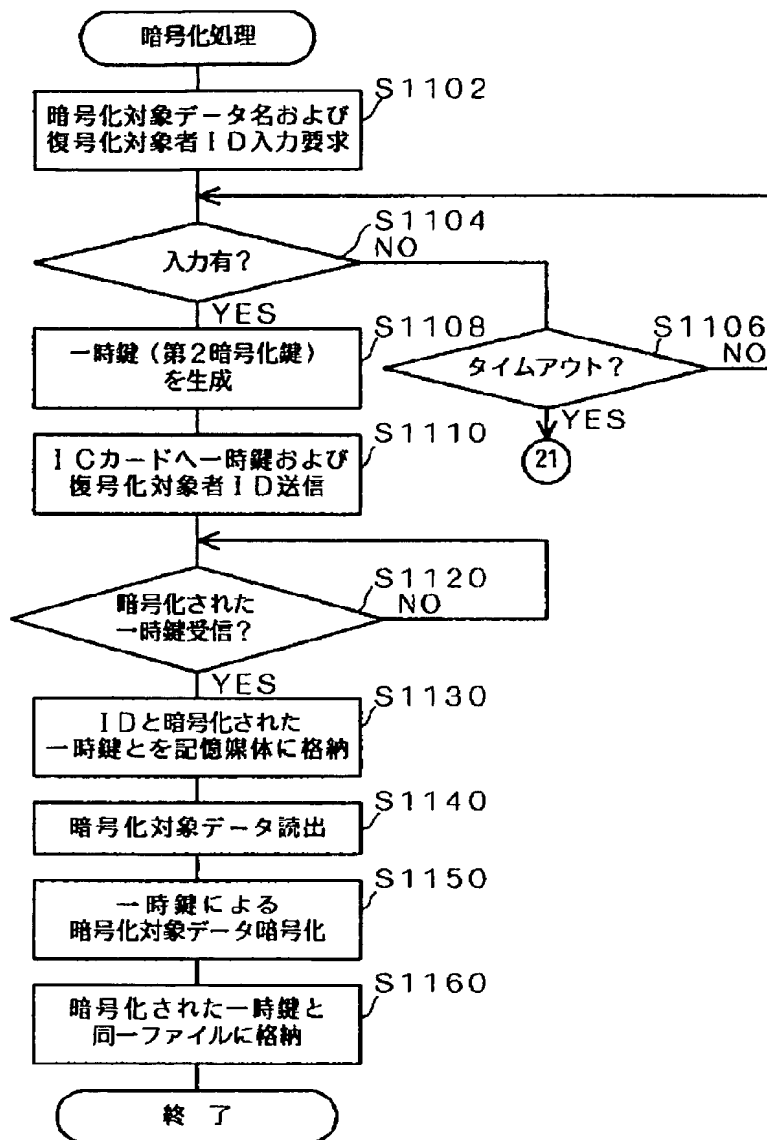 暗号化処理
S1102
暗号化対象データ名および
復号化対象者ID入力要求
S1104
入力有?
NO
YES
S1108
一時鍵(第2暗号化鍵)
を生成
S1106
タイムアウト?
NO
YES
21
S1110
ICカードへ一時鍵および
復号化対象者ID送信
S1120
暗号化された
一時鍵受信?
NO
YES
S1130
IDと暗号化された
一時鍵とを記憶媒体に格納
S1140
暗号化対象データ読出
S1150
一時鍵による
暗号化対象データ暗号化
S1160
暗号化された一時鍵と
同一ファイルに格納
終了